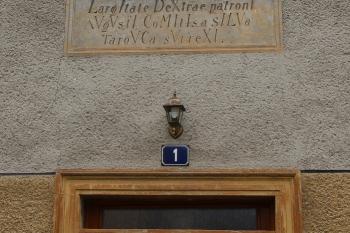 LargItate DeXtrae patronI
AVgVstI CoMItIs a sILVa
TaroVCa sVrreXI.
1